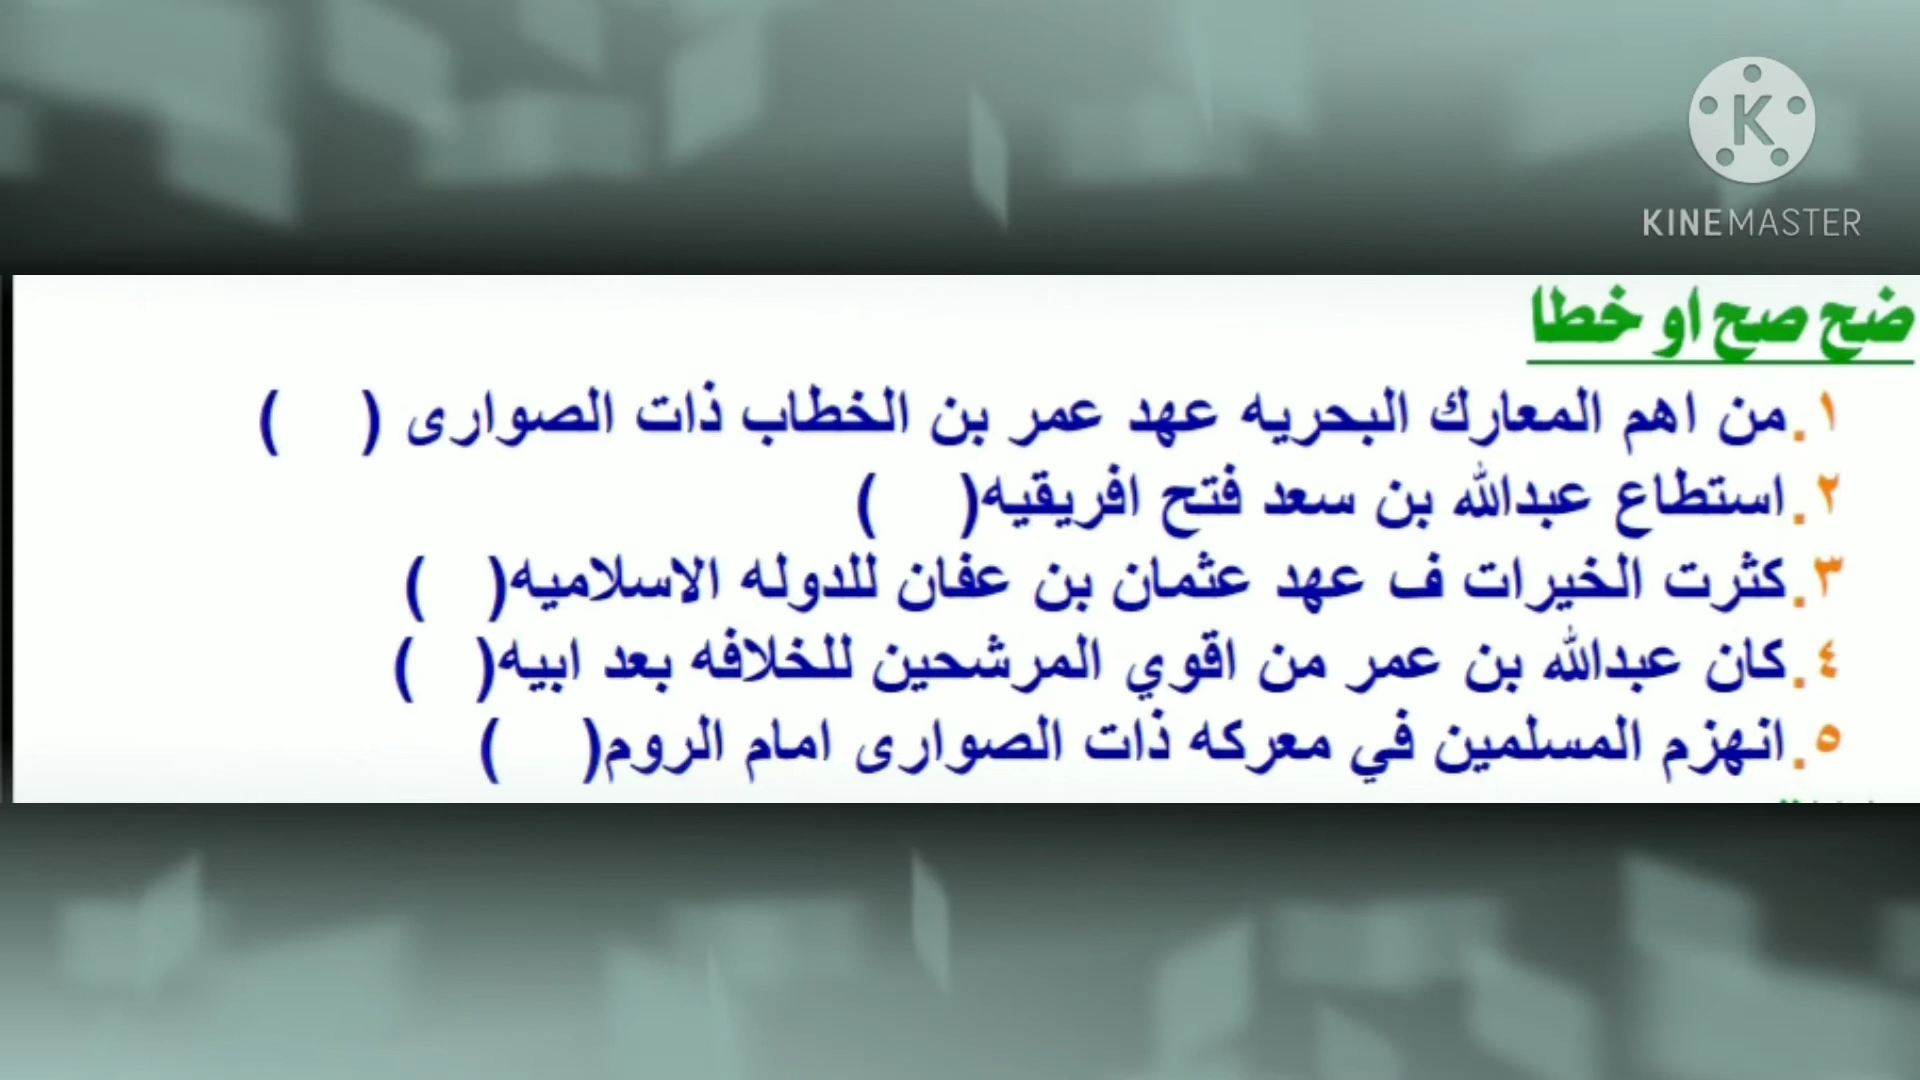 K
KINEMASTER
ضح صح او خطا
١. من اهم المعارك البحريه عهد عمر بن الخطاب ذات الصوارى (    )
٢. استطاع عبدالله بن سعد فتح افريقيه(    )
٣. كثرت الخيرات ف عهد عثمان بن عفان للدوله الاسلاميه(    )
٤. كان عبدالله بن عمر من اقوي المرشحين للخلافه بعد ابيه(    )
٥. انهزم المسلمين في معركه ذات الصوارى امام الروم(    )